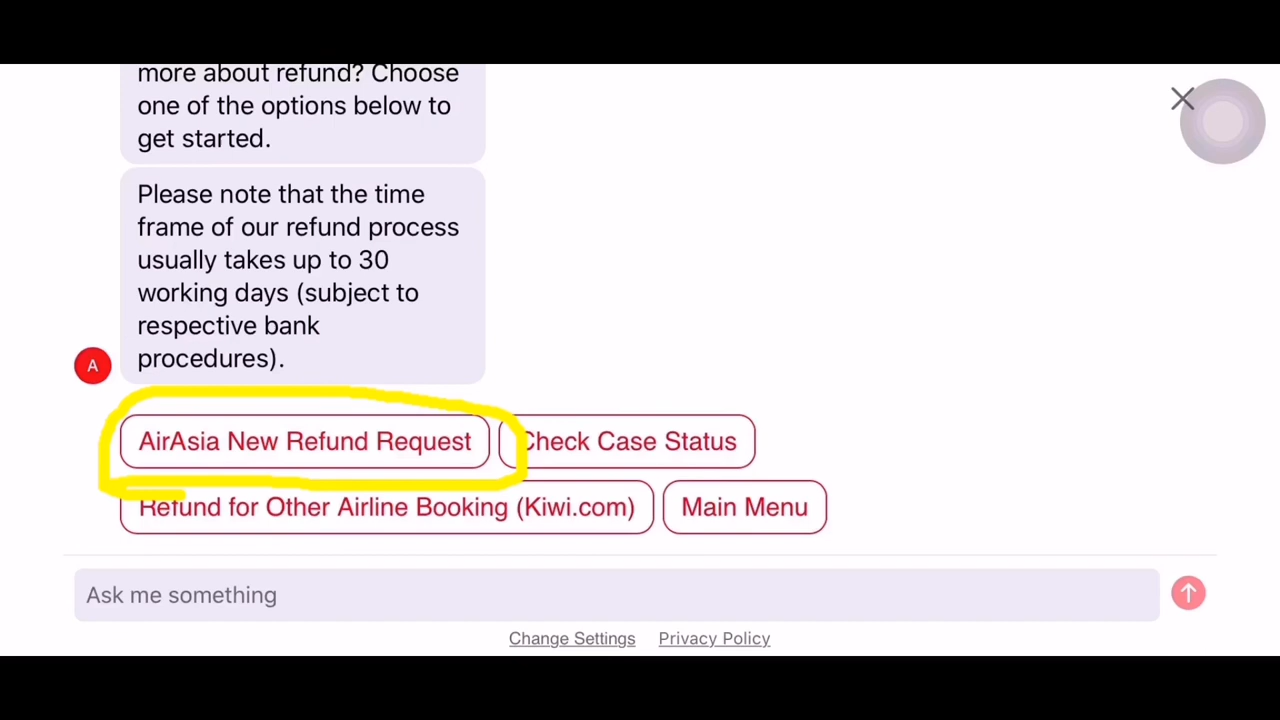 more about refund? Choose
one of the options below to
get started.
Please note that the time
frame of our refund process
usually takes up to 30
working days (subject to
respective bank
procedures).
A
AirAsia New Refund Request
Check Case Status
Refund for Other Airline Booking (Kiwi.com)
Main Menu
Ask me something
Change Settings
Privacy Policy